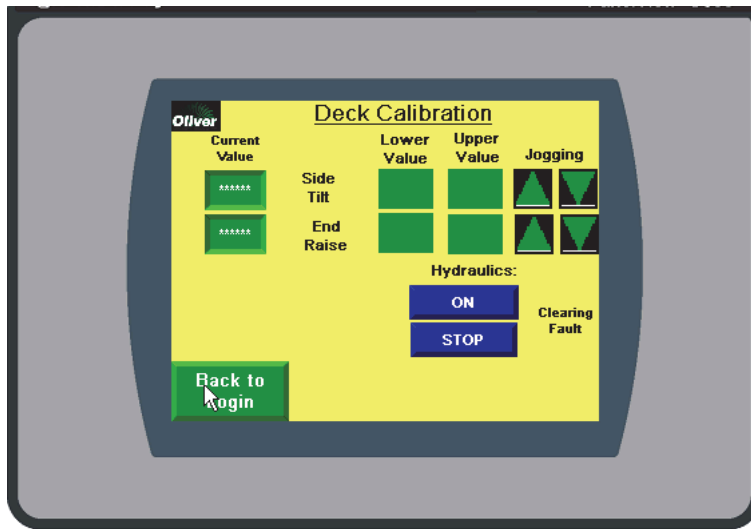 Oliver
Deck Calibration
Current
Value
Lower
Value
Upper
Value
Jogging
******
Side
Tilt
******
End
Raise
Hydraulics:
ON
STOP
Clearing
Fault
Back to
Login